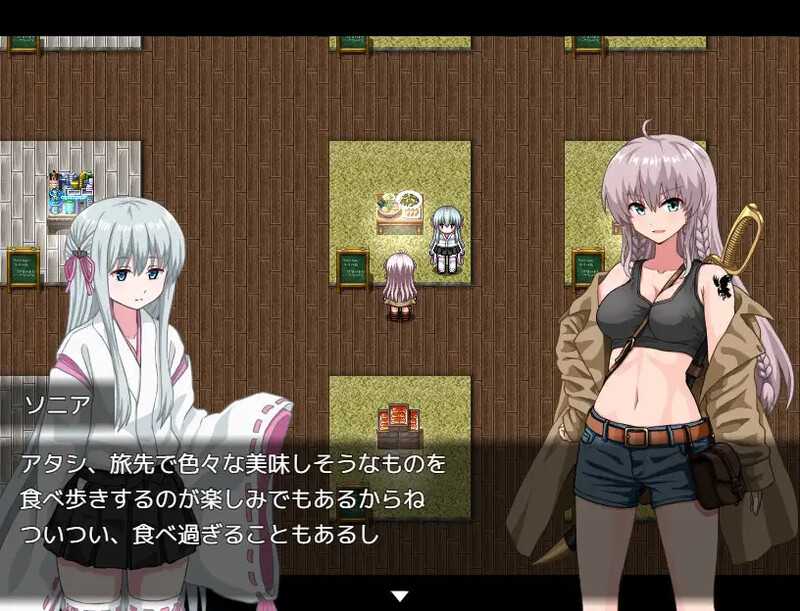 ソニア
アタシ、旅先で色々な美味しそうなものを
食べ歩きするのが楽しみでもあるからね
ついつい、食べ過ぎることもあるし